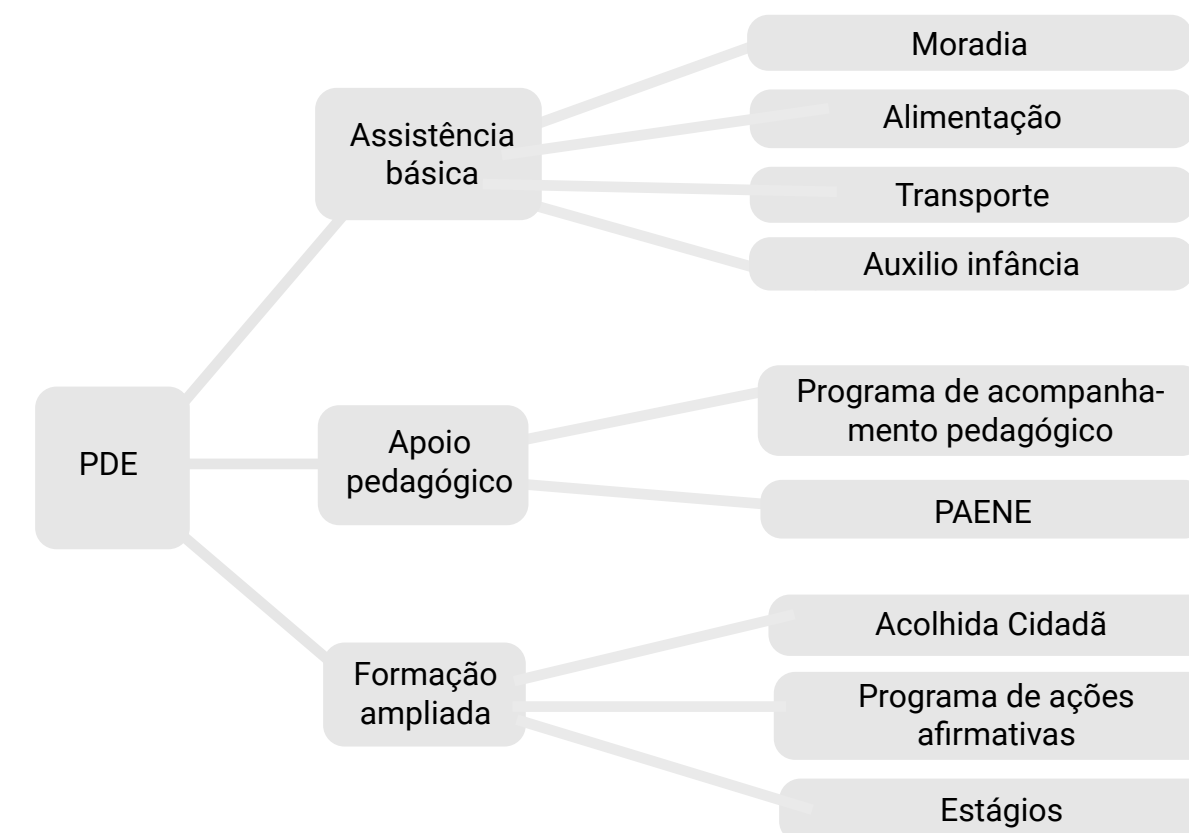 PDE
Assistência
básica
Moradia
Alimentação
Transporte
Auxilio infância
Apoio
pedagógico
Programa de acompanha-
mento pedagógico
PAENE
Formação
ampliada
Acolhida Cidadã
Programa de ações
afirmativas
Estágios